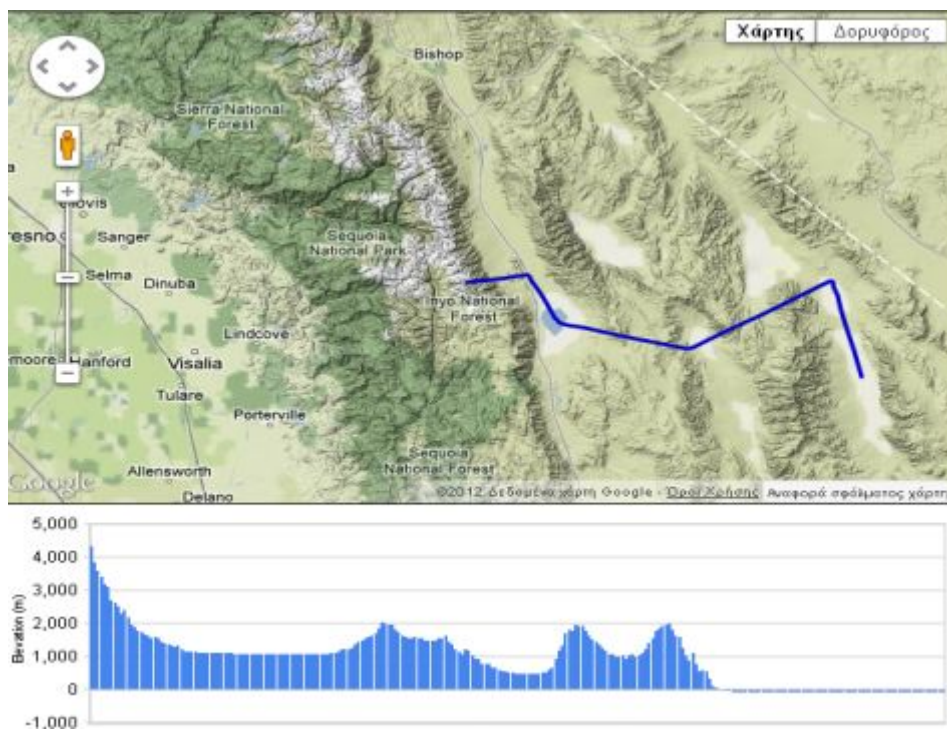 Χάρτης
Δορυφόρος
Bishop
Sierra National
Forest
Sanger
Selma
Dinuba
Sequoia
National Park
Inyo National
Forest
Lindcove
Hanford
Visalia
Tulare
Porterville
Sequoia
National Forest
Allensworth
Delano
Google
©2012 Δεδομένα χάρτη Google - Όροι Χρήσης Αναφορά σφάλματος χάρτη
5,000
4,000
3,000
2,000
1,000
0
-1,000
Elevation (m)